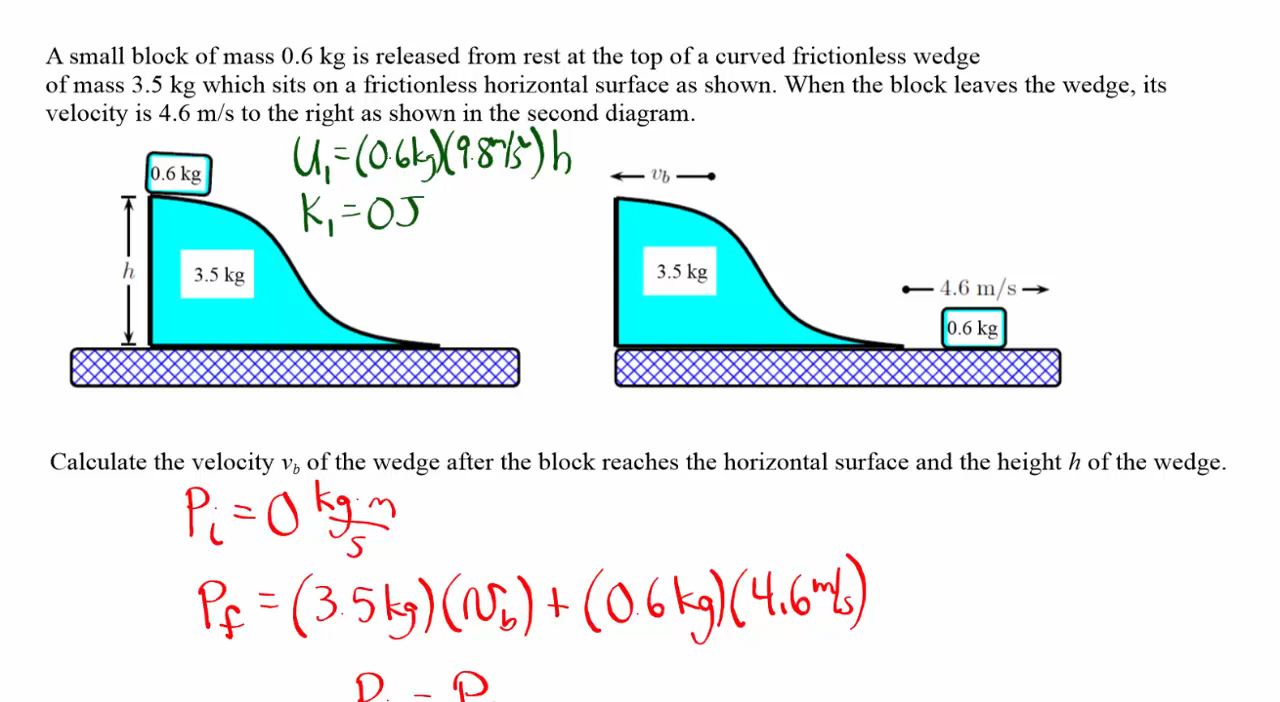 A small block of mass 0.6 kg is released from rest at the top of a curved frictionless wedge
of mass 3.5 kg which sits on a frictionless horizontal surface as shown. When the block leaves the wedge, its
velocity is 4.6 m/s to the right as shown in the second diagram.
U₁=(0.6kg)(9.8m/s²)h
K₁=0J
0.6 kg
h
3.5 kg
v_b
3.5 kg
4.6 m/s
0.6 kg
Calculate the velocity v_b of the wedge after the block reaches the horizontal surface and the height h of the wedge.
P_i = 0 kg·m/s
P_f = (3.5kg)(v_b) + (0.6kg)(4.6m/s)